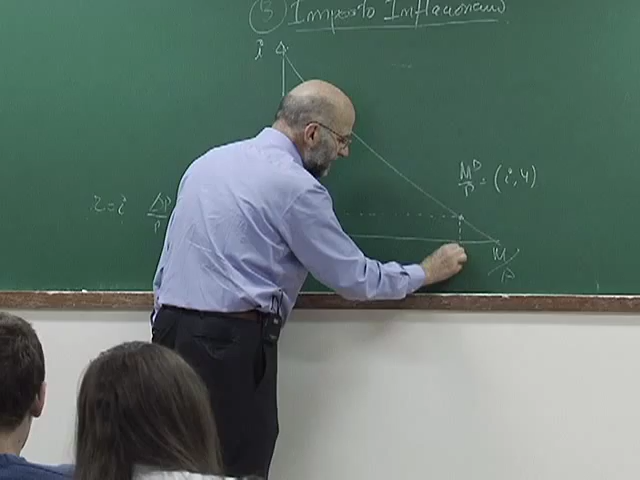 ③ Imposto Inflacionário
i
M^D/P = (i, y)
r = i ΔP/P
M/P